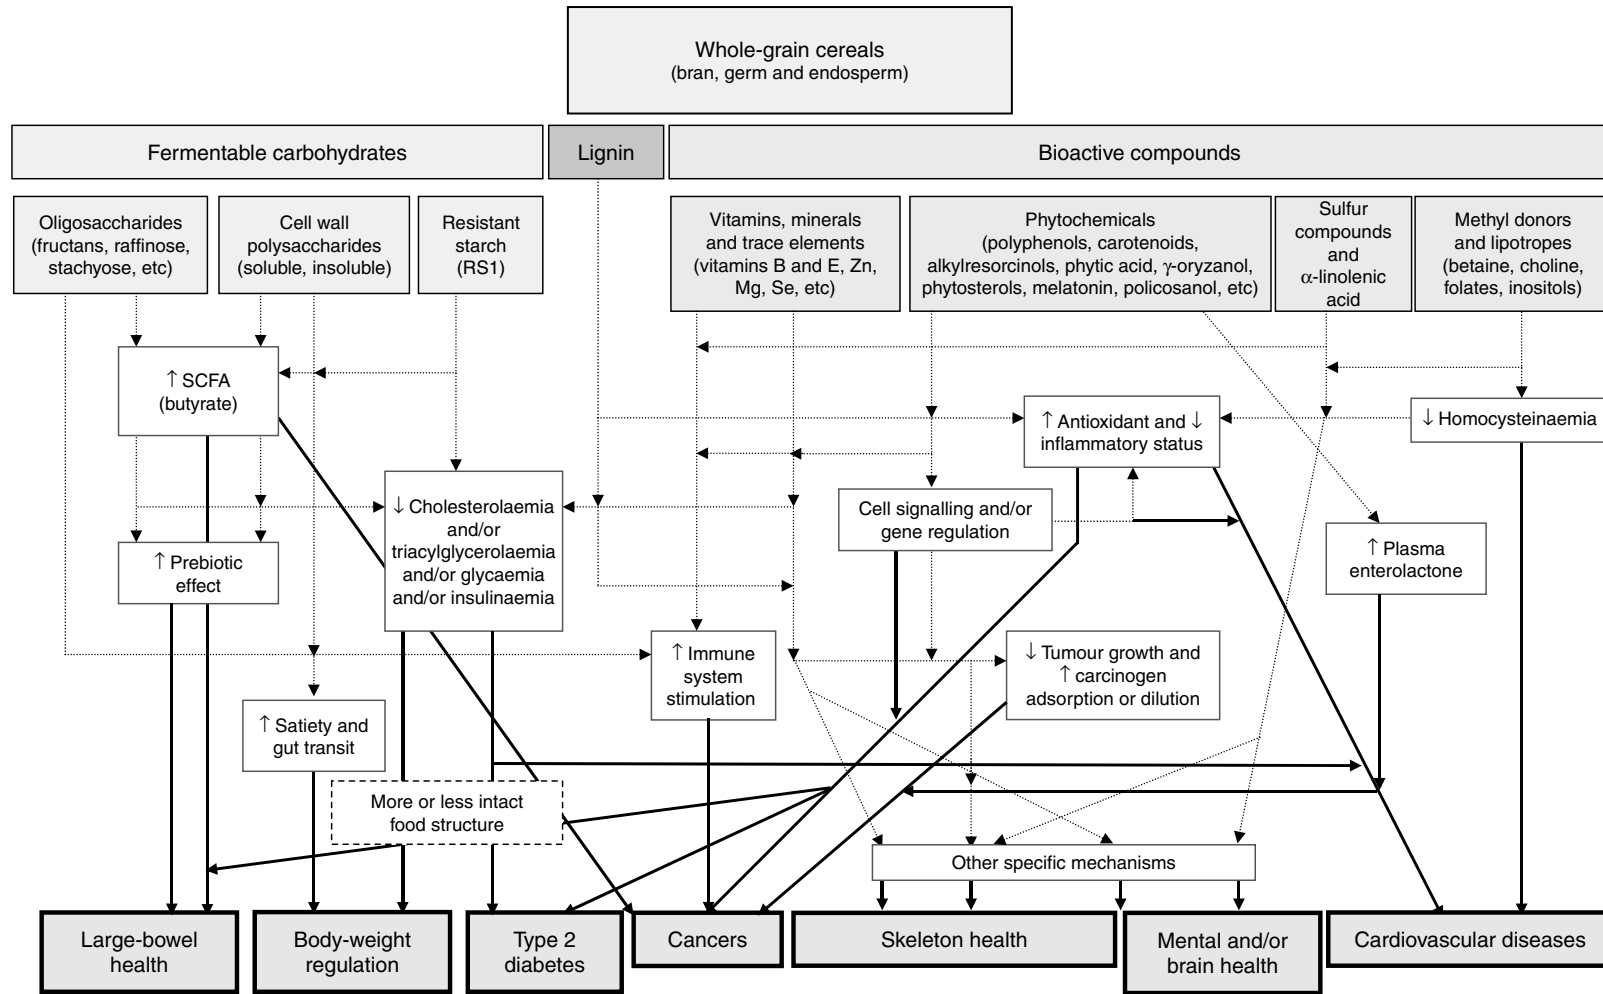 Whole-grain cereals
(bran, germ and endosperm)
Fermentable carbohydrates
Lignin
Bioactive compounds
Oligosaccharides
(fructans, raffinose,
stachyose, etc)
Cell wall
polysaccharides
(soluble, insoluble)
Resistant
starch
(RS1)
Vitamins, minerals
and trace elements
(vitamins B and E, Zn,
Mg, Se, etc)
Phytochemicals
(polyphenols, carotenoids,
alkylresorcinols, phytic acid, γ-oryzanol,
phytosterols, melatonin, policosanol, etc)
Sulfur
compounds
and
α-linolenic
acid
Methyl donors
and lipotropes
(betaine, choline,
folates, inositols)
↑ SCFA
(butyrate)
↑ Antioxidant and ↓
inflammatory status
↓ Homocysteinaemia
↓ Cholesterolaemia
and/or
triacylglycerolaemia
and/or glycaemia
and/or insulinaemia
Cell signalling and/or
gene regulation
↑ Prebiotic
effect
↑ Plasma
enterolactone
↑ Immune
system
stimulation
↓ Tumour growth and
↑ carcinogen
adsorption or dilution
↑ Satiety and
gut transit
More or less intact
food structure
Other specific mechanisms
Large-bowel
health
Body-weight
regulation
Type 2
diabetes
Cancers
Skeleton health
Mental and/or
brain health
Cardiovascular diseases